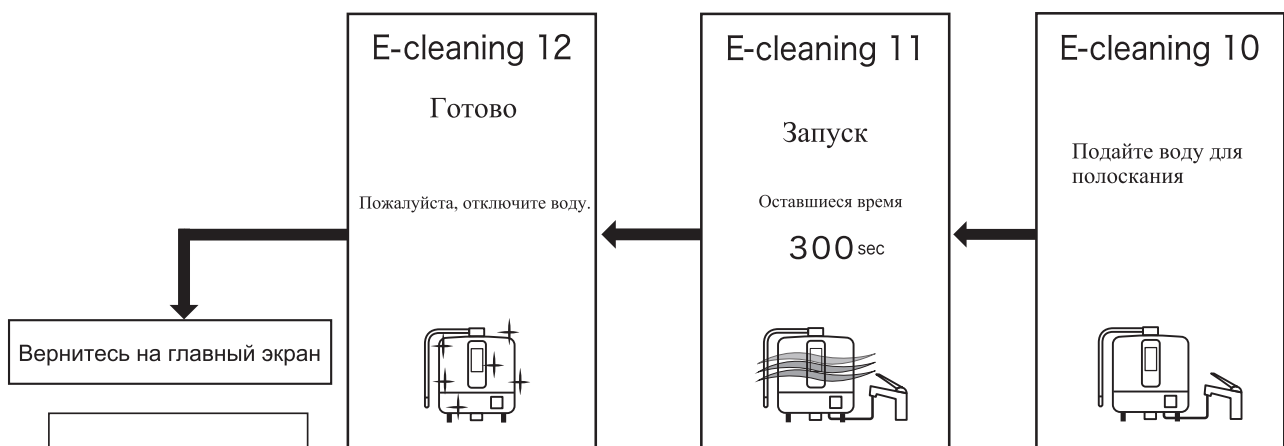 E-cleaning 12
Готово
Пожалуйста, отключите воду.
E-cleaning 11
Запуск
Оставшиеся время
300 sec
E-cleaning 10
Подайте воду для
полоскания
Вернитесь на главный экран